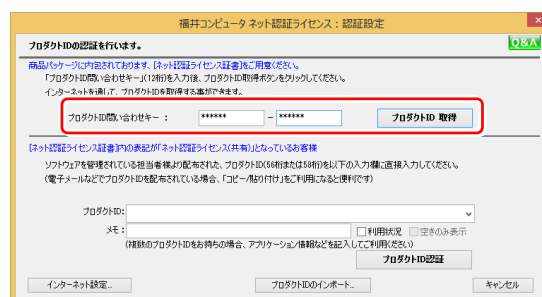 福井コンピュータ ネット認証ライセンス：認証設定
×
プロダクトIDの認証を行います。
Q&A
商品パッケージに内包されております、[ネット認証ライセンス証書]をご用意ください。
「プロダクトID問い合わせキー」(12桁)を入力後、プロダクトID取得ボタンをクリックしてください。
インターネットを通して、プロダクトIDを取得する事ができます。
プロダクトID問い合わせキー ： ****** - ****** プロダクトID 取得
[ネット認証ライセンス証書]内の表記が「ネット認証ライセンス(共有)」となっているお客様
ソフトウェアを管理されている担当者様より配布された、プロダクトID(56桁または58桁)を以下の入力欄に直接入力してください。
(電子メールなどでプロダクトIDを配布されている場合、「コピー/貼り付け」をご利用になると便利です)
プロダクトID:
メモ： 利用状況 空きのみ表示
(複数のプロダクトIDをお持ちの場合、アプリケーション情報などを記入してご利用ください)
プロダクトID認証
インターネット設定... プロダクトIDのインポート... キャンセル